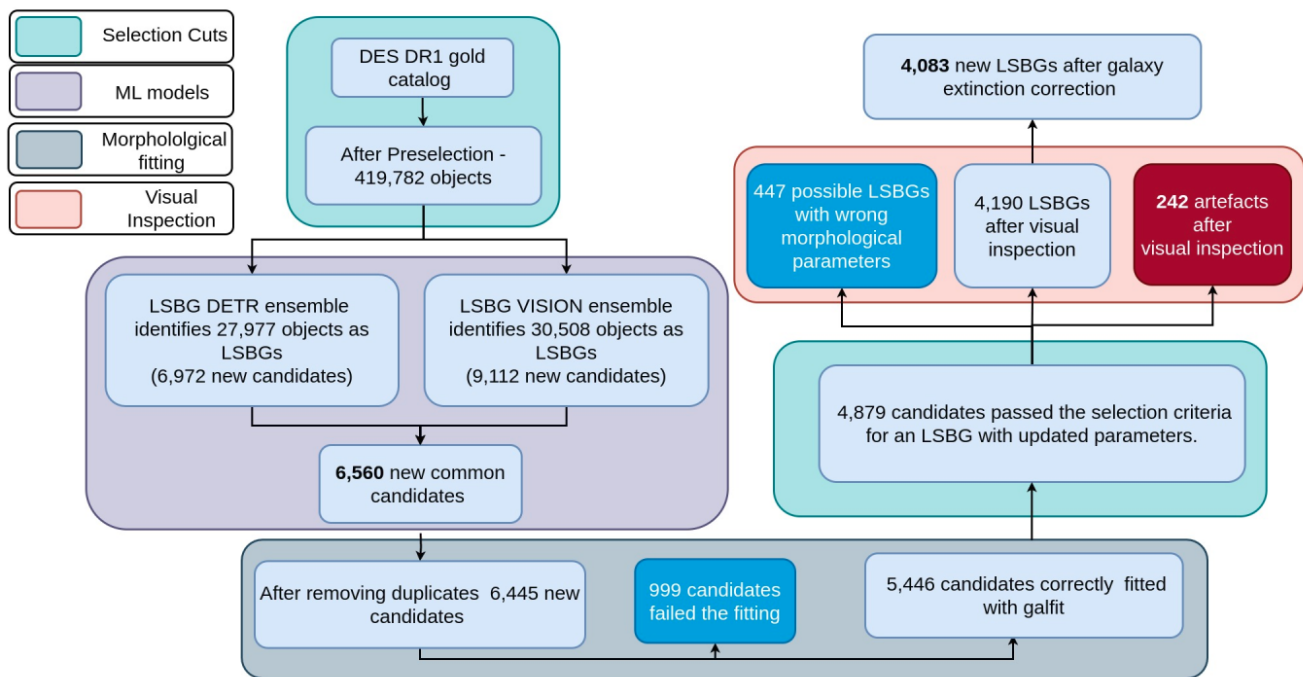 Selection Cuts
ML models
Morphololgical
fitting
Visual
Inspection
DES DR1 gold
catalog
After Preselection -
419,782 objects
LSBG DETR ensemble
identifies 27,977 objects as
LSBGs
(6,972 new candidates)
LSBG VISION ensemble
identifies 30,508 objects as
LSBGs
(9,112 new candidates)
6,560 new common
candidates
After removing duplicates 6,445 new
candidates
999 candidates
failed the fitting
5,446 candidates correctly fitted
with galfit
4,879 candidates passed the selection criteria
for an LSBG with updated parameters.
447 possible LSBGs
with wrong
morphological
parameters
4,190 LSBGs
after visual
inspection
242 artefacts
after
visual inspection
4,083 new LSBGs after galaxy
extinction correction